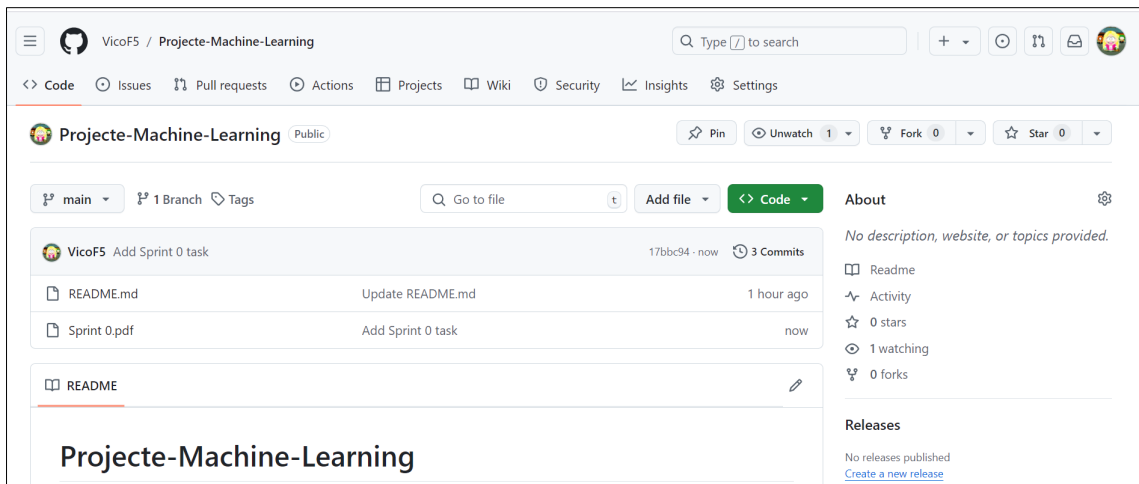 VicoF5 / Projecte-Machine-Learning
Type / to search
Code Issues Pull requests Actions Projects Wiki Security Insights Settings
Projecte-Machine-Learning Public
Pin Unwatch 1 Fork 0 Star 0
main 1 Branch Tags Go to file t Add file Code
VicoF5 Add Sprint 0 task 17bbc94 · now 3 Commits
README.md Update README.md 1 hour ago
Sprint 0.pdf Add Sprint 0 task now
README
Projecte-Machine-Learning
About
No description, website, or topics provided.
Readme
Activity
0 stars
1 watching
0 forks
Releases
No releases published
Create a new release